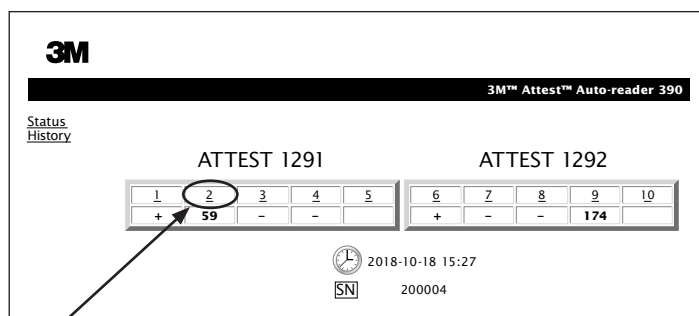 3M
3M™ Attest™ Auto-reader 390
Status
History
ATTEST 1291
ATTEST 1292
1 2 3 4 5
+ 59 – –
6 7 8 9 10
+ – – 174
2018-10-18 15:27
SN 200004